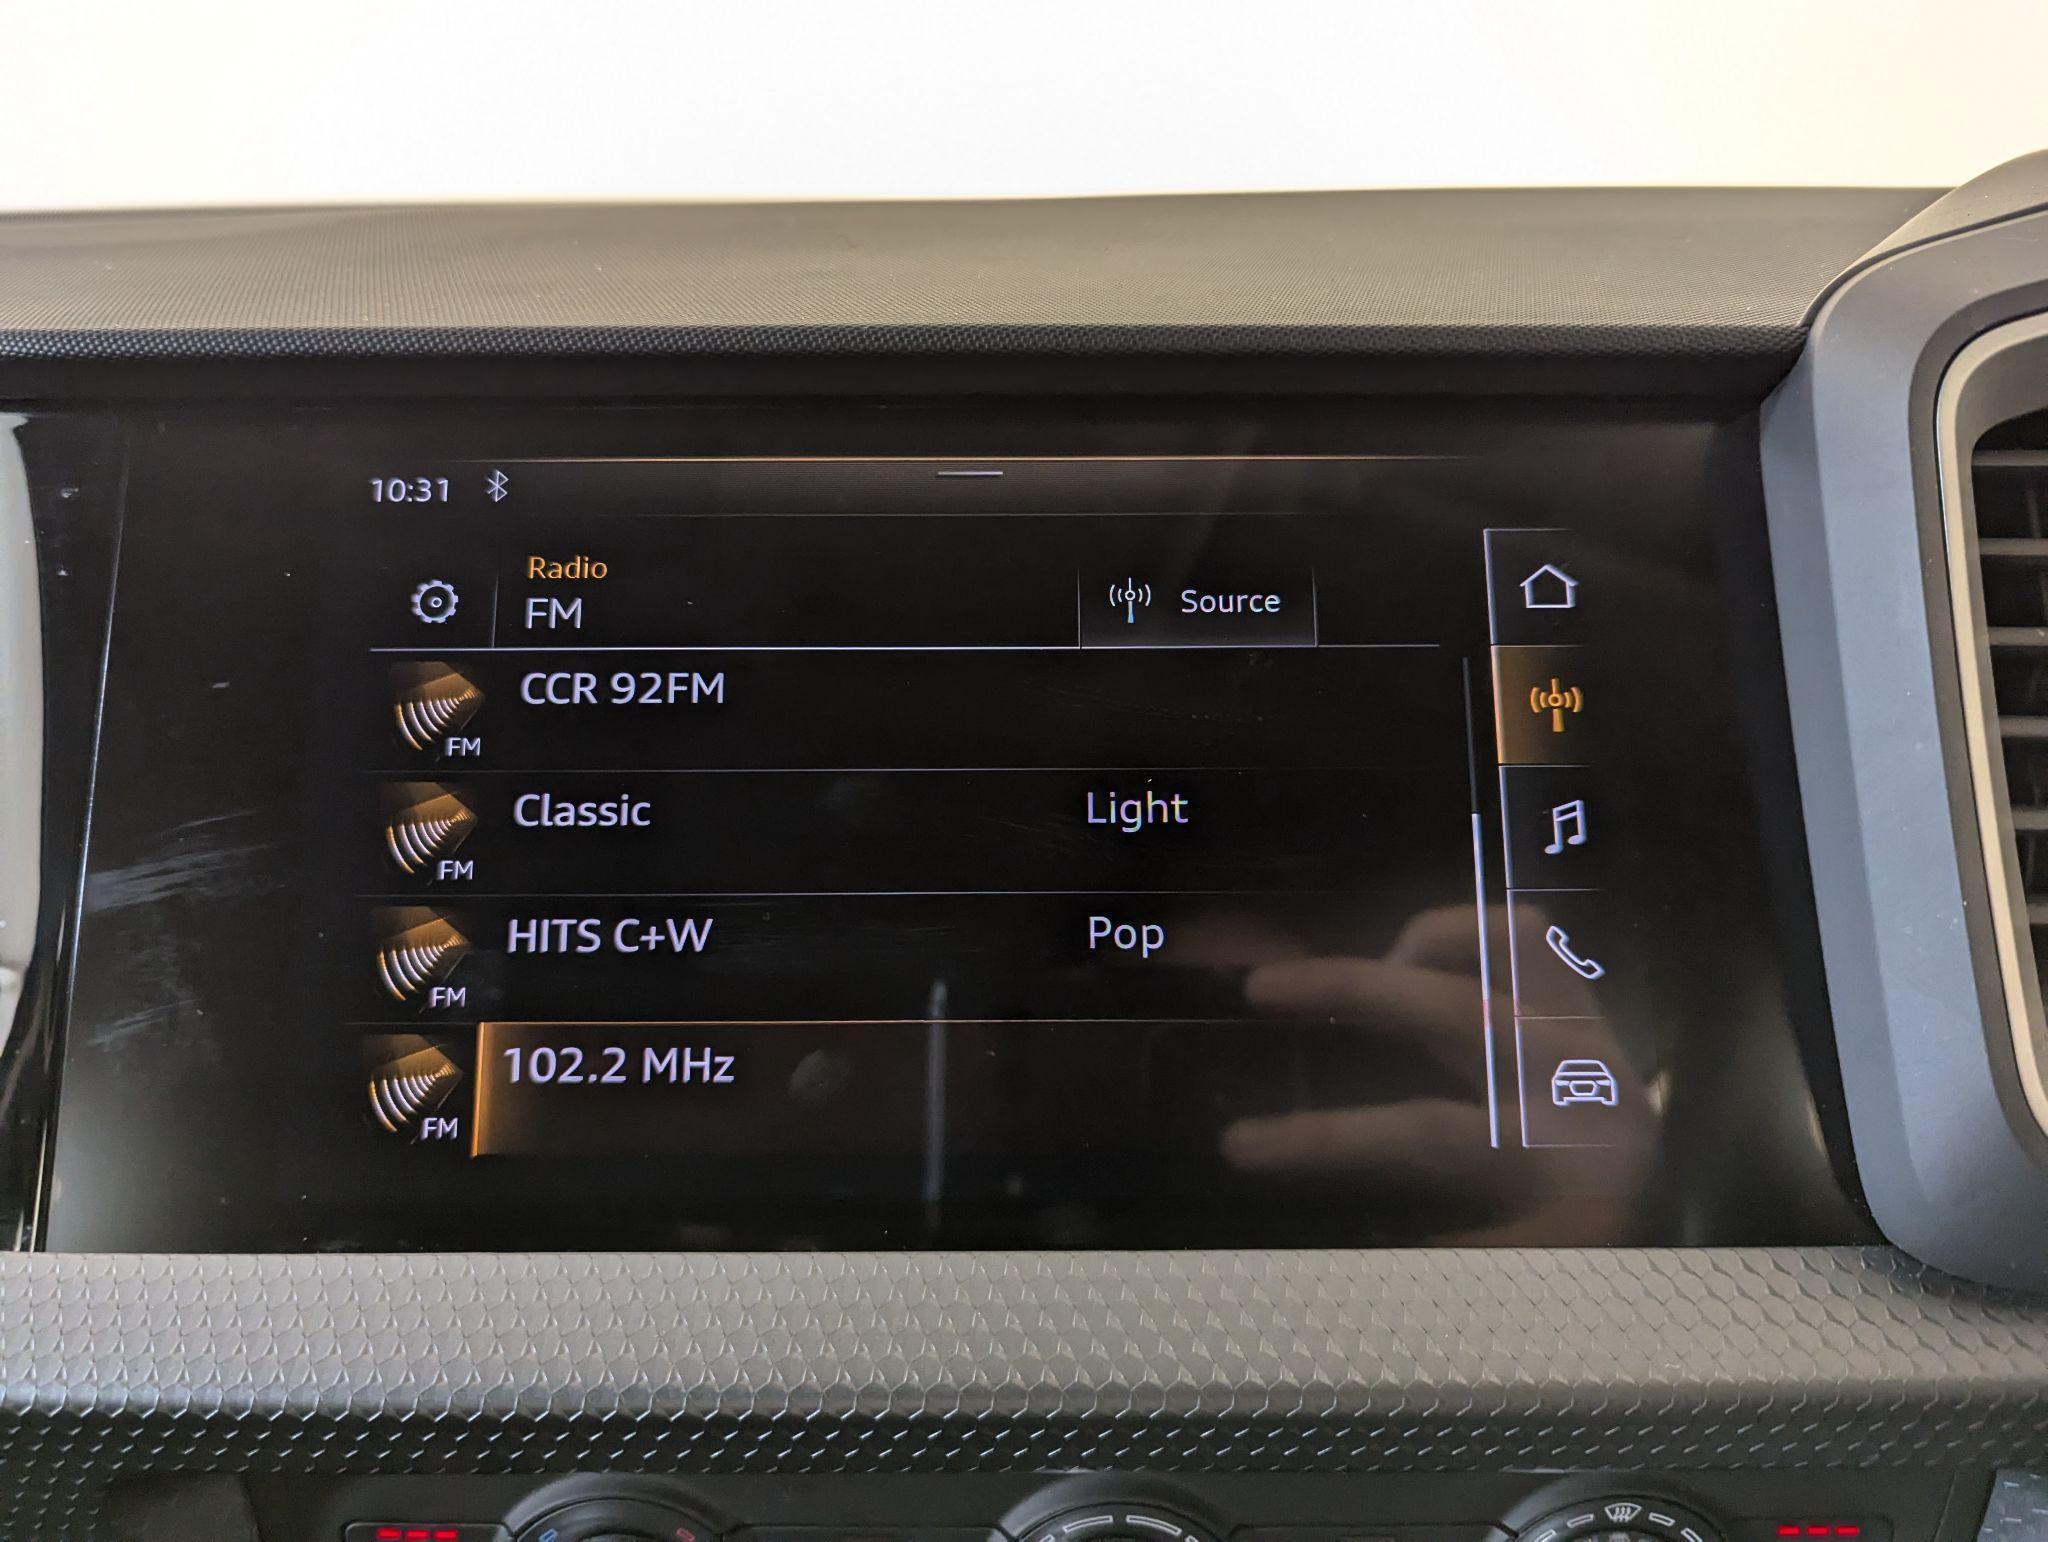 10:31
Radio
FM
Source
CCR 92FM
FM
Classic
Light
FM
HITS C+W
Pop
FM
102.2 MHz
FM